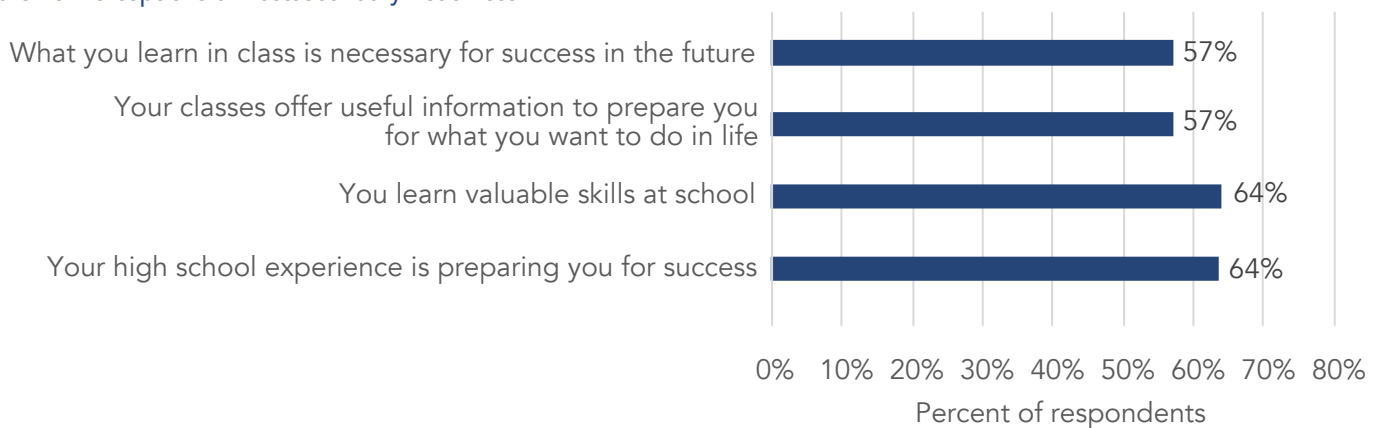 What you learn in class is necessary for success in the future
57%
Your classes offer useful information to prepare you
for what you want to do in life
57%
You learn valuable skills at school
64%
Your high school experience is preparing you for success
64%
0% 10% 20% 30% 40% 50% 60% 70% 80%
Percent of respondents